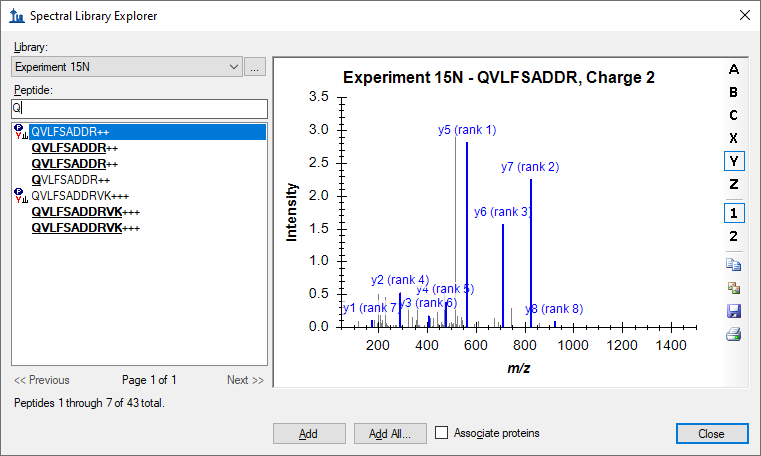 Spectral Library Explorer
Library:
Experiment 15N
...
Peptide:
Q
QVLFSADDR++
QVLFSADDR++
QVLFSADDR++
QVLFSADDR++
QVLFSADDRVK+++
QVLFSADDRVK+++
QVLFSADDRVK+++
<< Previous Page 1 of 1 Next >>
Peptides 1 through 7 of 43 total.
Experiment 15N - QVLFSADDR, Charge 2
Intensity
3.5
3.0
2.5
2.0
1.5
1.0
0.5
0.0
y5 (rank 1)
y7 (rank 2)
y6 (rank 3)
y2 (rank 4)
y4 (rank 5)
y3 (rank 6)
y1 (rank 7)
y8 (rank 8)
200 400 600 800 1000 1200 1400
m/z
A
B
C
X
Y
Z
1
2
Add
Add All...
Associate proteins
Close